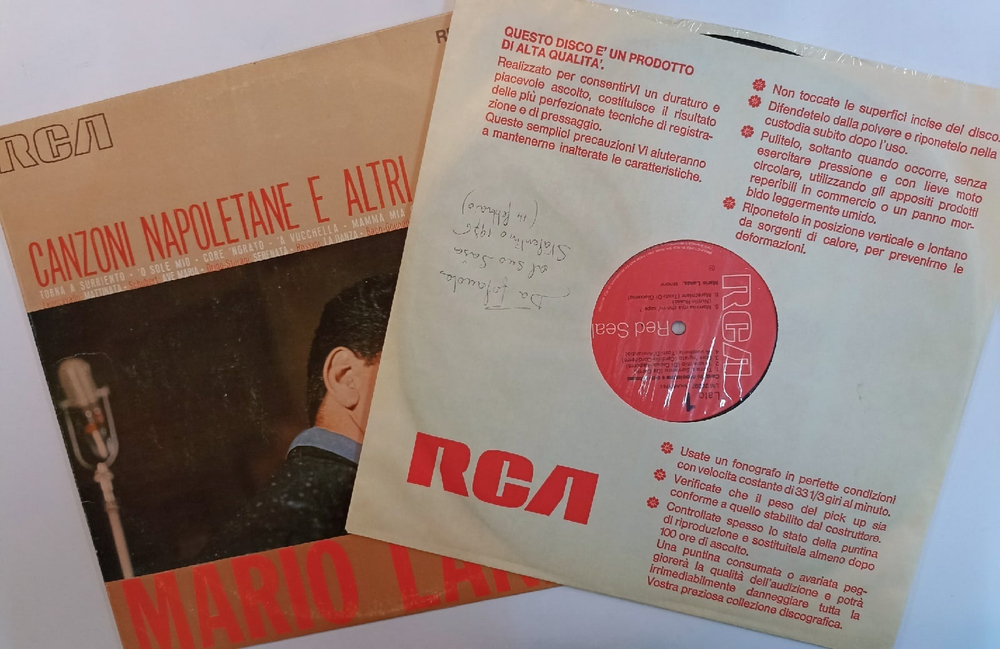 RCA
CANZONI NAPOLETANE E ALTRI
TORNA A SURRIENTO - 'O SOLE MIO - CORE 'NGRATO - 'A VUCCHELLA - MAMMA MIA
MATTINATA - AVE MARIA - SERENATA - LA DANZA
MARIO
QUESTO DISCO E' UN PRODOTTO
DI ALTA QUALITA'.
Realizzato per consentirVI un duraturo e
piacevole ascolto, costituisce il risultato
delle più perfezionate tecniche di registra-
zione e di pressaggio.
Queste semplici precauzioni Vi aiuteranno
a mantenerne inalterate le caratteristiche.
Non toccate le superfici incise del disco.
Difendetelo dalla polvere e riponetelo nella
custodia subito dopo l'uso.
Pulitelo, soltanto quando occorre, senza
esercitare pressione e con lieve moto
circolare, utilizzando gli appositi prodotti
reperibili in commercio o un panno mor-
bido leggermente umido.
Riponetelo in posizione verticale e lontano
da sorgenti di calore, per prevenirne le
deformazioni.
al suo
1976
RCA
Red Seal
Mario Lanza, tenore
RCA
Usate un fonografo in perfette condizioni
con velocita costante di 33 1/3 giri al minuto.
Verificate che il peso del pick up sia
conforme a quello stabilito dal costruttore.
Controllate spesso lo stato della puntina
di riproduzione e sostituitela almeno dopo
100 ore di ascolto.
Una puntina consumata o avariata peg-
giorerà la qualità dell'audizione e potrà
irrimediabilmente danneggiare tutta la
Vostra preziosa collezione discografica.